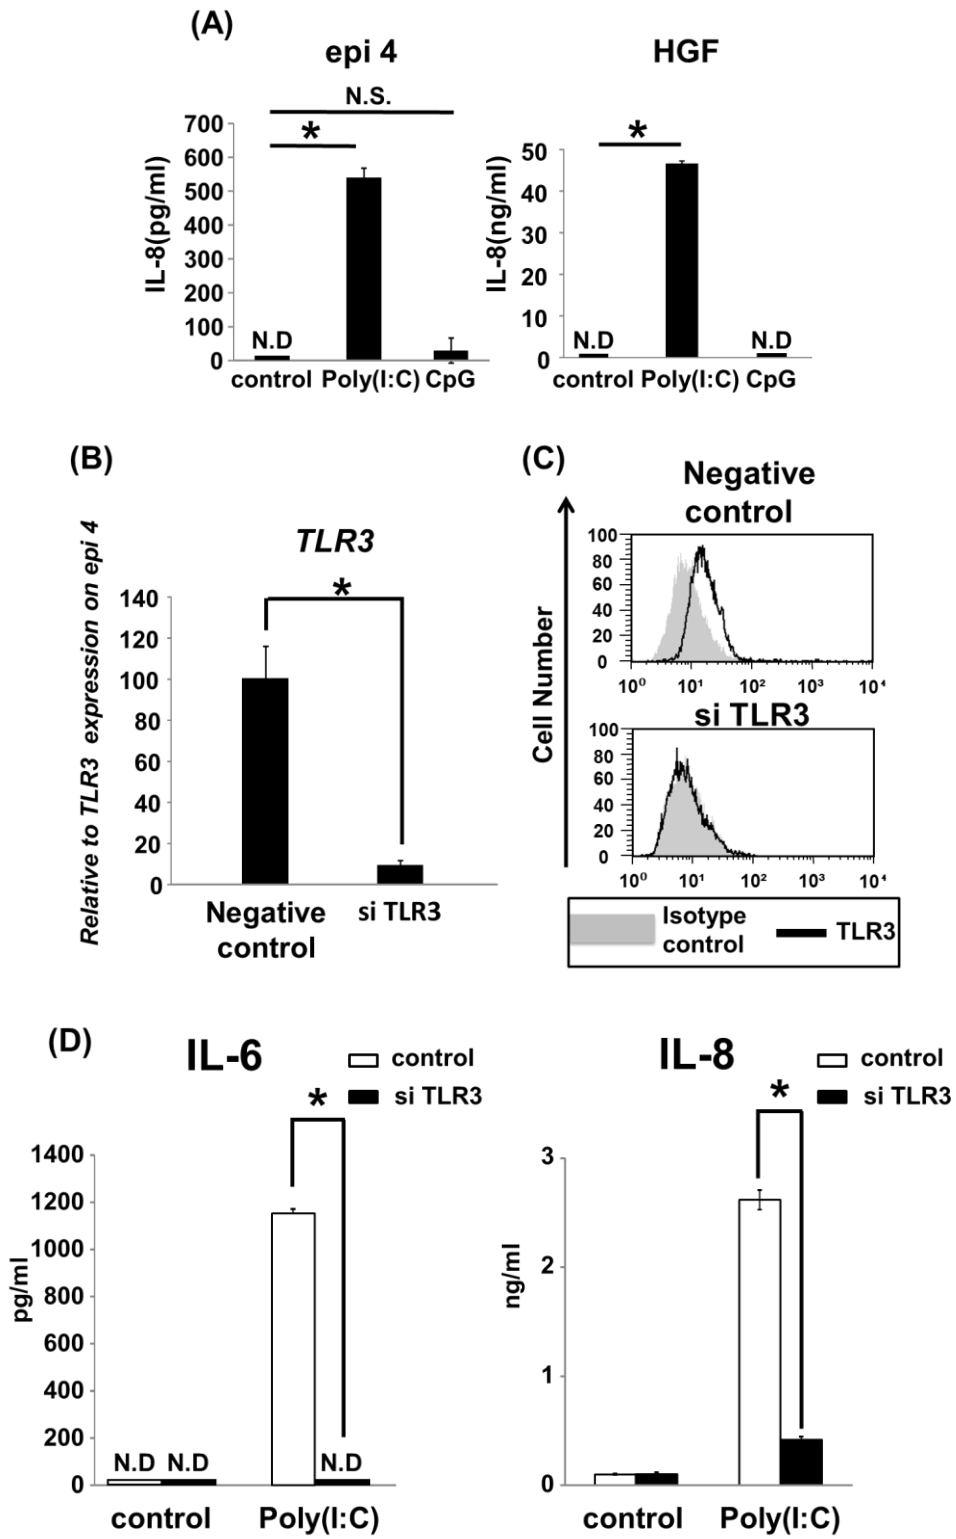 (A)
epi 4
HGF
N.S.
*
*
700
600
500
400
300
200
100
0
IL-8(pg/ml)
N.D
control Poly(I:C) CpG
50
40
30
20
10
0
IL-8(ng/ml)
N.D
N.D
control Poly(I:C) CpG
(B)
TLR3
*
Relative to TLR3 expression on epi 4
140
120
100
80
60
40
20
0
Negative
control
si TLR3
(C)
Cell Number
Negative
control
100
80
60
40
20
0
10⁰ 10¹ 10² 10³ 10⁴
si TLR3
100
80
60
40
20
0
10⁰ 10¹ 10² 10³ 10⁴
Isotype
control
TLR3
(D)
IL-6
control
si TLR3
*
1400
1200
1000
800
600
400
200
0
pg/ml
N.D N.D
N.D
control Poly(I:C)
IL-8
control
si TLR3
*
3
2
1
0
ng/ml
control Poly(I:C)